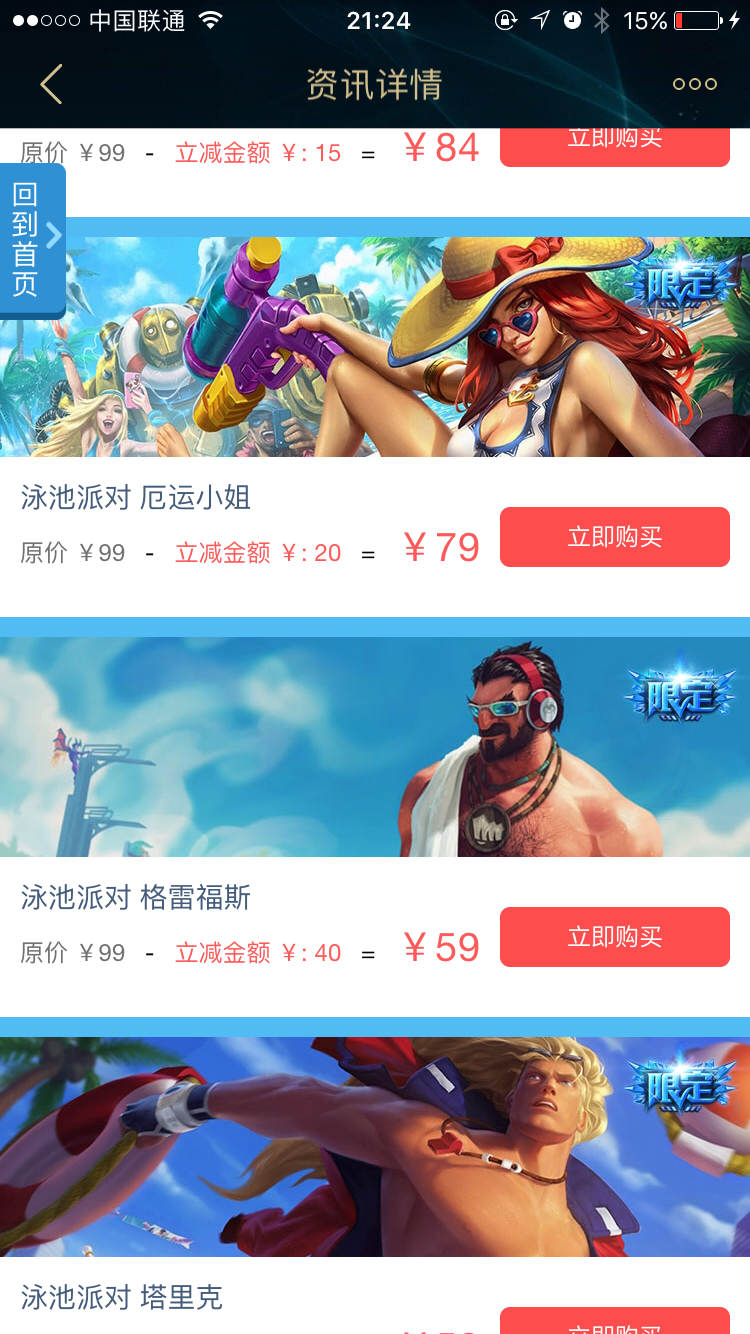 中国联通 21:24 15%
资讯详情
原价 ¥99 - 立减金额 ¥: 15 = ¥84 立即购买
回到首页
限定
泳池派对 厄运小姐
原价 ¥99 - 立减金额 ¥: 20 = ¥79 立即购买
限定
泳池派对 格雷福斯
原价 ¥99 - 立减金额 ¥: 40 = ¥59 立即购买
限定
泳池派对 塔里克
立即购买